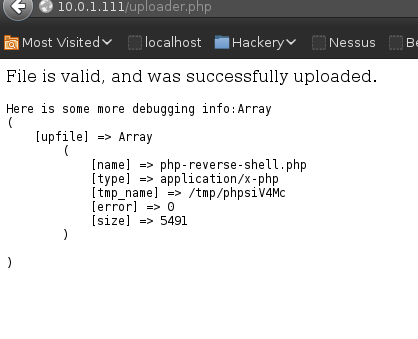 10.0.1.111/uploader.php
Most Visited localhost Hackery Nessus Be
File is valid, and was successfully uploaded.
Here is some more debugging info:Array
(
    [upfile] => Array
        (
            [name] => php-reverse-shell.php
            [type] => application/x-php
            [tmp_name] => /tmp/phpsiV4Mc
            [error] => 0
            [size] => 5491
        )
)